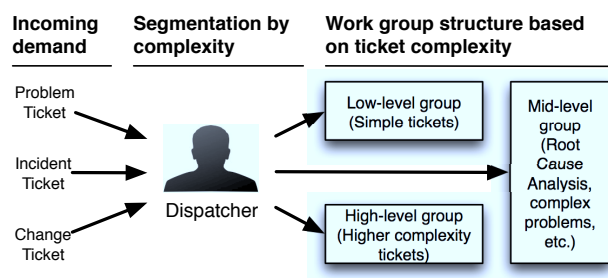 Incoming
demand
Segmentation by
complexity
Work group structure based
on ticket complexity
Problem
Ticket
Incident
Ticket
Change
Ticket
Dispatcher
Low-level group
(Simple tickets)
High-level group
(Higher complexity
tickets)
Mid-level
group
(Root
Cause
Analysis,
complex
problems,
etc.)